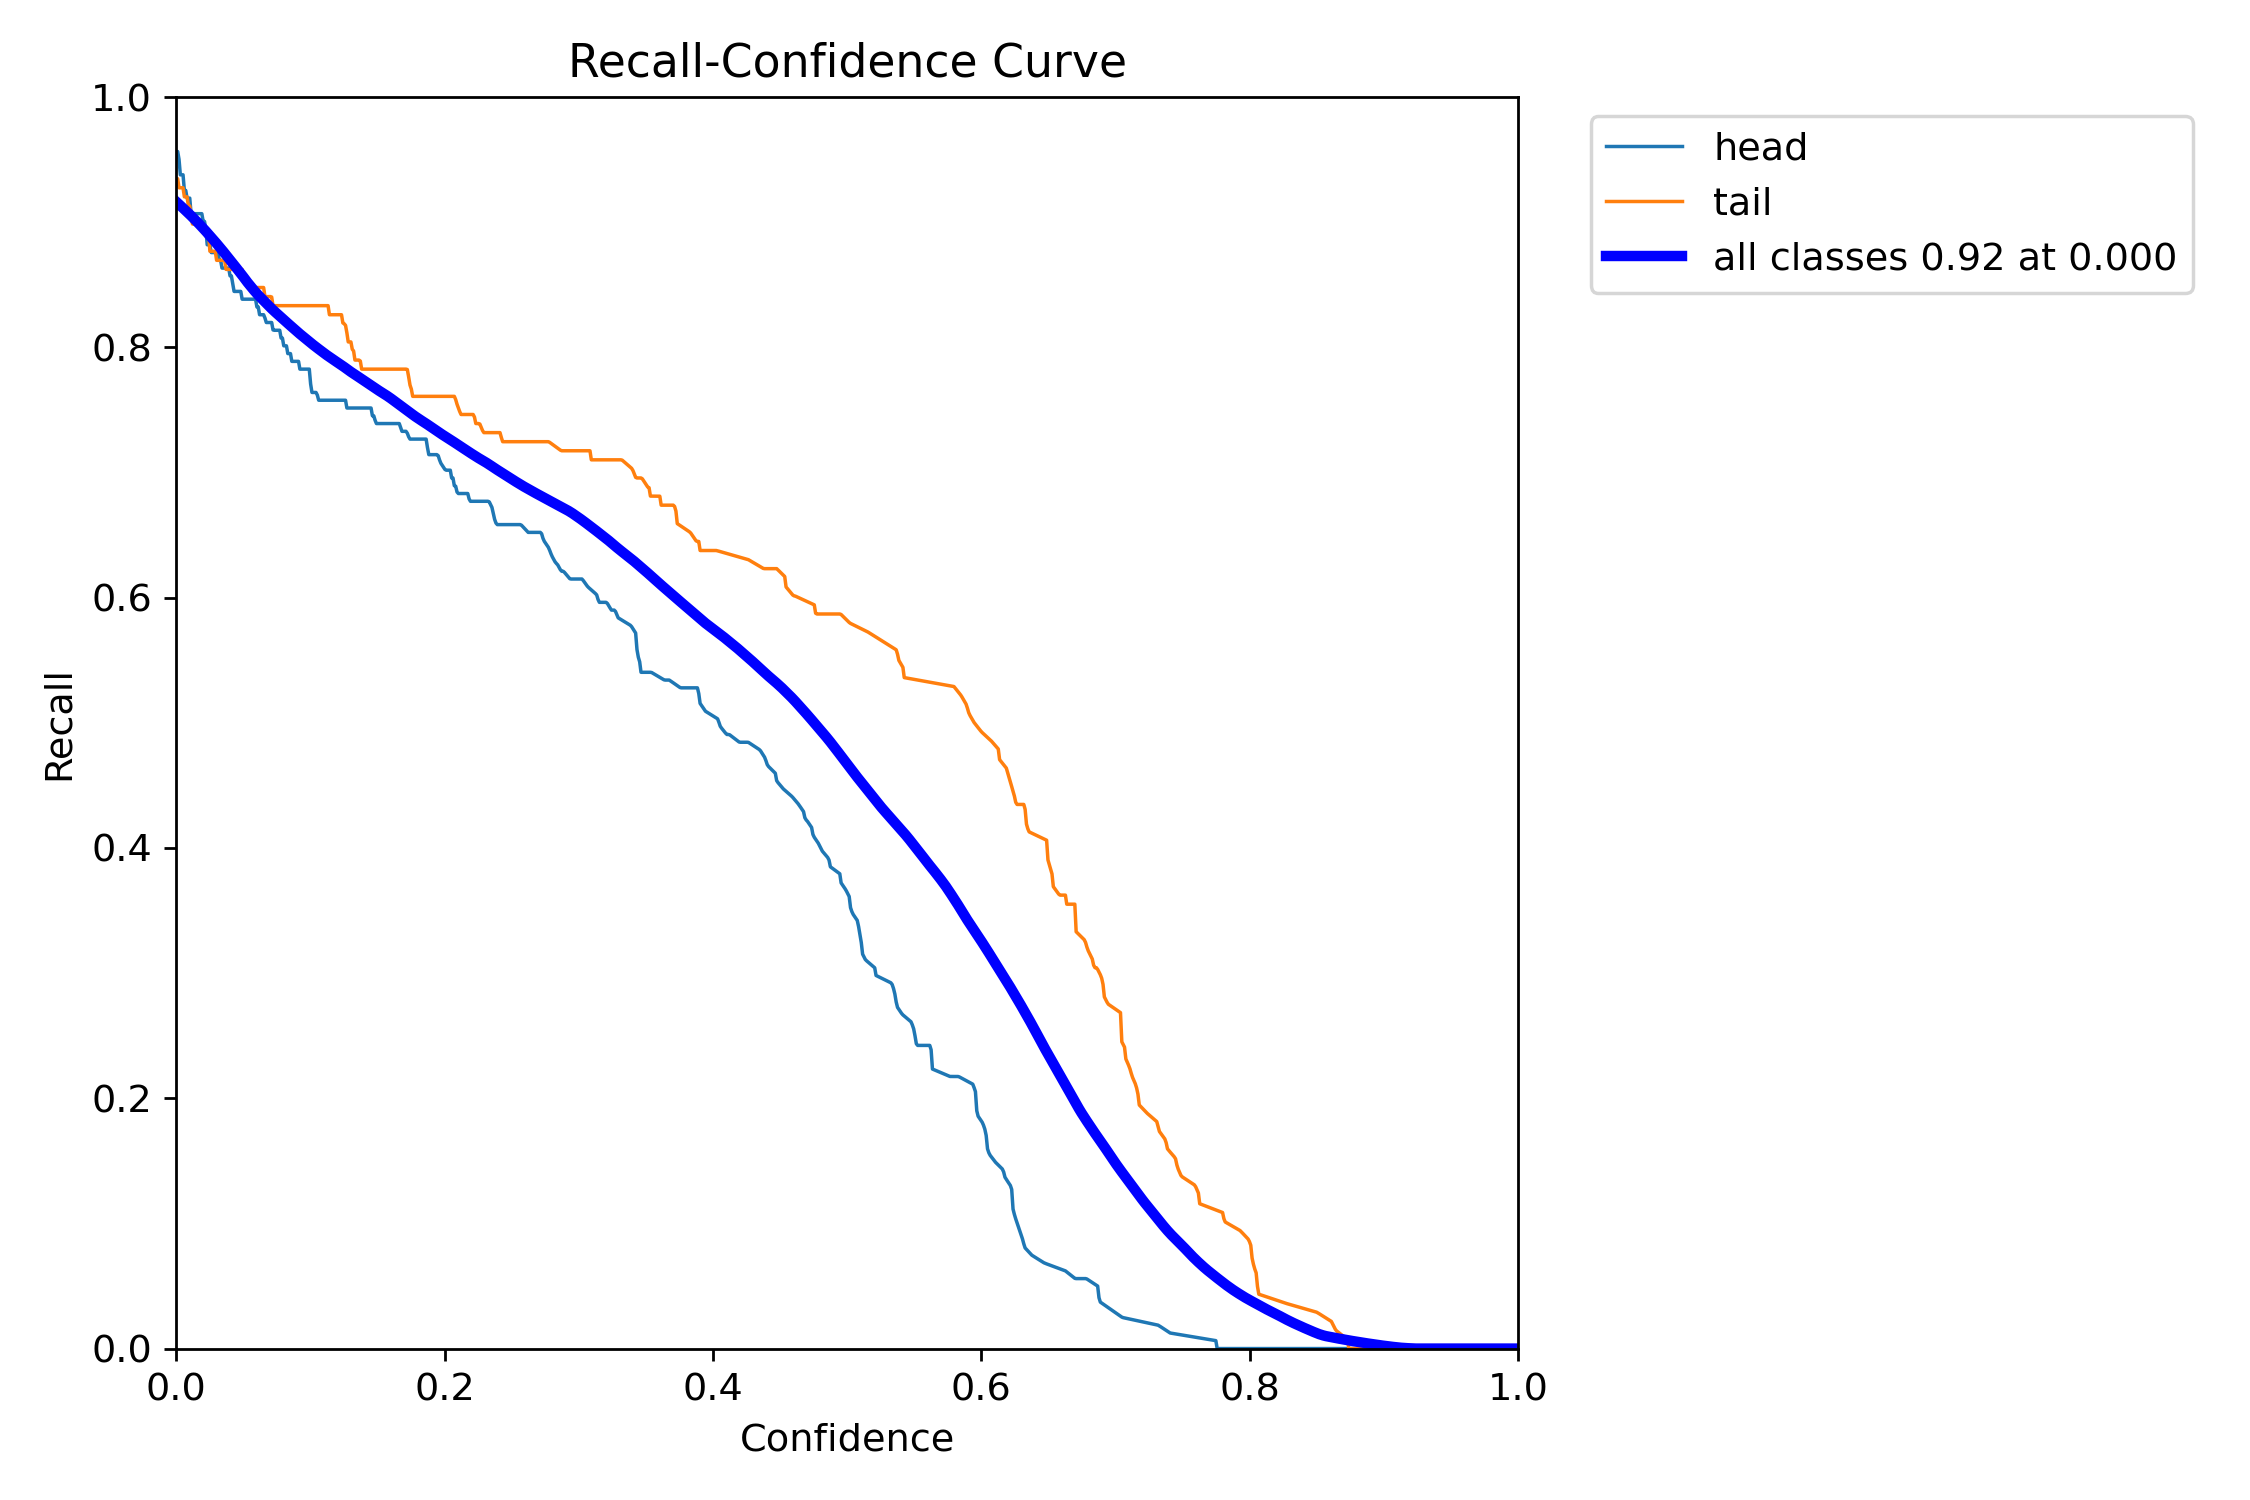 Recall-Confidence Curve
1.0
0.8
0.6
0.4
0.2
0.0
Recall
0.0 0.2 0.4 0.6 0.8 1.0
Confidence
head
tail
all classes 0.92 at 0.000